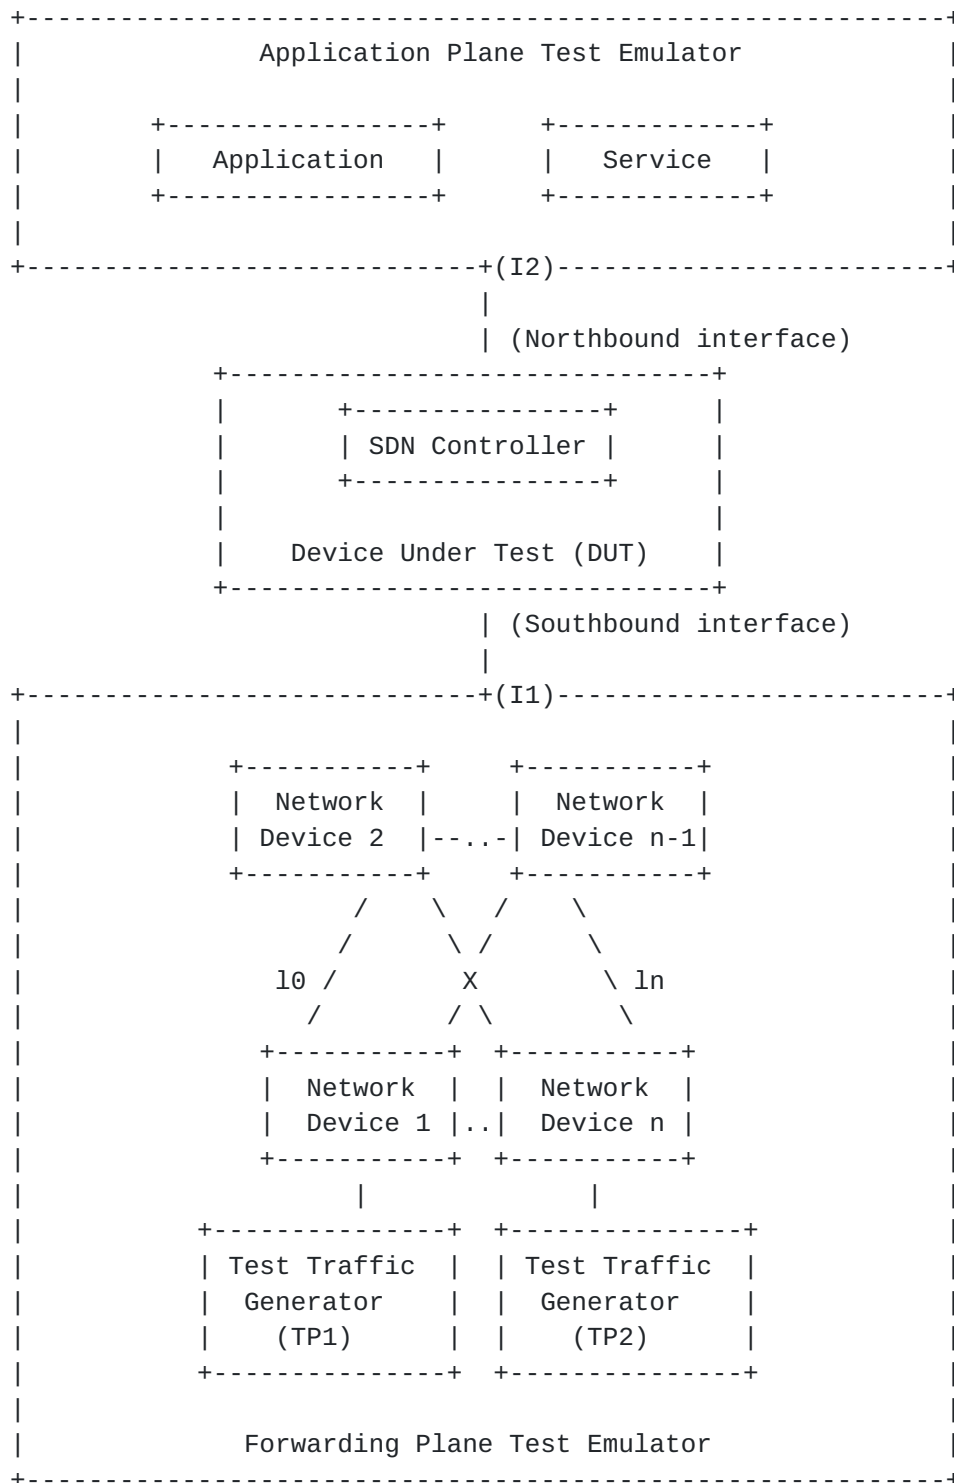 Application Plane Test Emulator
Application Service
(I2)
(Northbound interface)
SDN Controller
Device Under Test (DUT)
(Southbound interface)
(I1)
Network Network
Device 2 |--..-| Device n-1
l0 X ln
Network Network
Device 1 |..| Device n
Test Traffic Test Traffic
Generator Generator
(TP1) (TP2)
Forwarding Plane Test Emulator